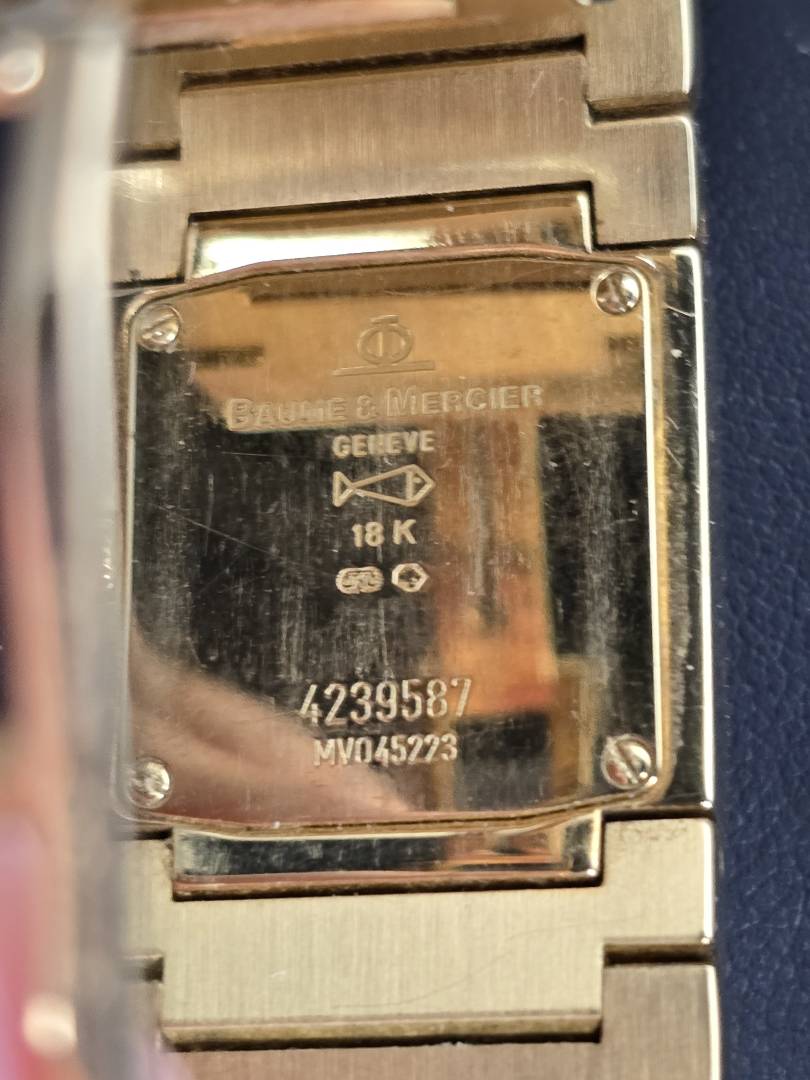 BAUME & MERCIER
GENEVE
18 K
4239587
MV045223